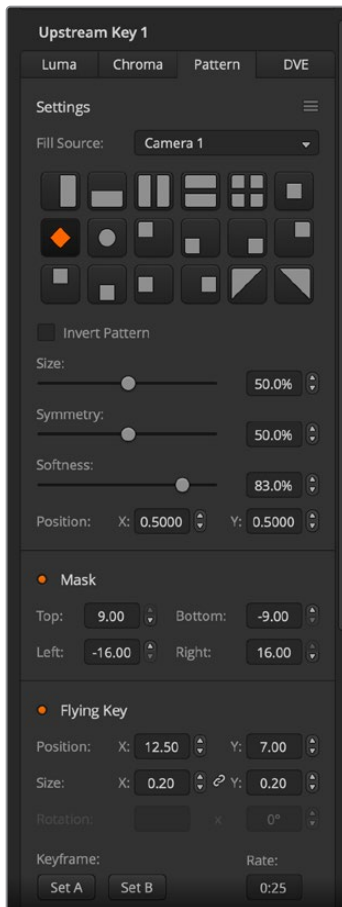 Upstream Key 1
Luma Chroma Pattern DVE
Settings
Fill Source: Camera 1
Invert Pattern
Size:
50.0%
Symmetry:
50.0%
Softness:
83.0%
Position: X: 0.5000 Y: 0.5000
Mask
Top: 9.00 Bottom: -9.00
Left: -16.00 Right: 16.00
Flying Key
Position: X: 12.50 Y: 7.00
Size: X: 0.20 Y: 0.20
Rotation: x 0°
Keyframe: Rate:
Set A Set B 0:25